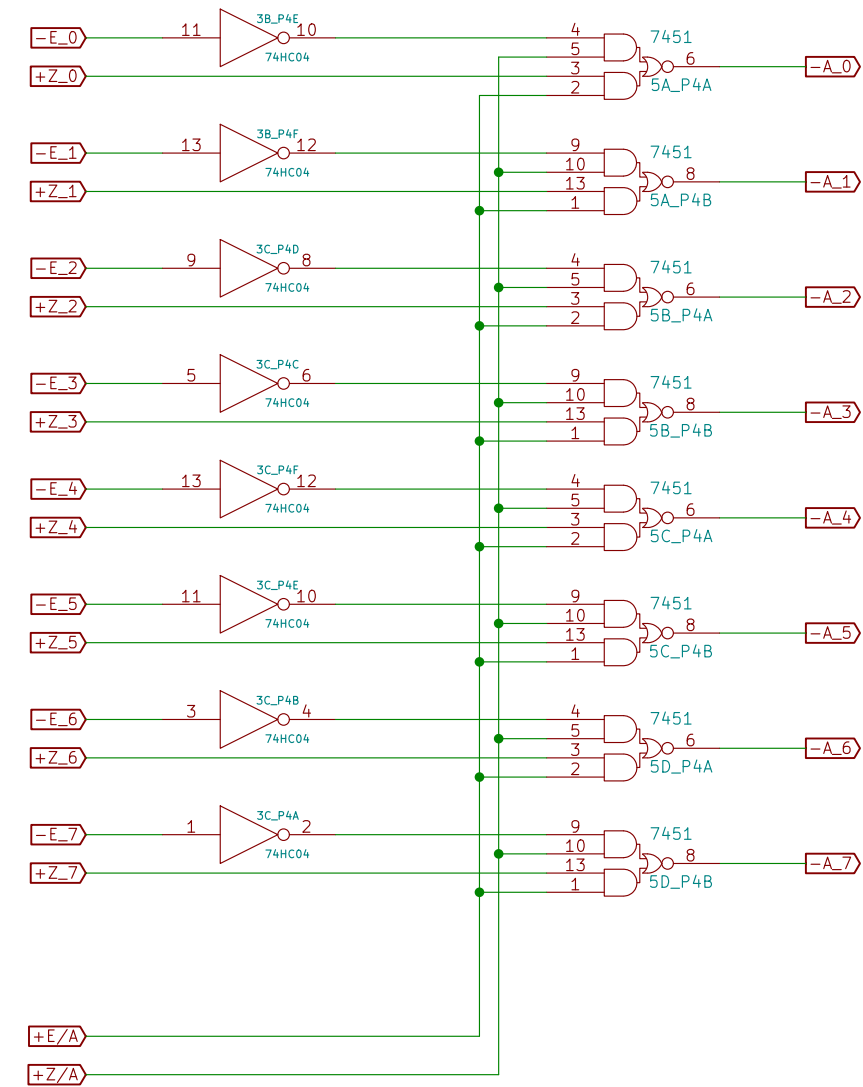 3B_P4E
-E_0 11 10 4 7451
74HC04 5 6 -A_0
+Z_0 3
2 5A_P4A
3B_P4F
-E_1 13 12 9 7451
74HC04 10 8 -A_1
+Z_1 13
1 5A_P4B
3C_P4D
-E_2 9 8 4 7451
74HC04 5 6 -A_2
+Z_2 3
2 5B_P4A
3C_P4C
-E_3 5 6 9 7451
74HC04 10 8 -A_3
+Z_3 13
1 5B_P4B
3C_P4F
-E_4 13 12 4 7451
74HC04 5 6 -A_4
+Z_4 3
2 5C_P4A
3C_P4E
-E_5 11 10 9 7451
74HC04 10 8 -A_5
+Z_5 13
1 5C_P4B
3C_P4B
-E_6 3 4 4 7451
74HC04 5 6 -A_6
+Z_6 3
2 5D_P4A
3C_P4A
-E_7 1 2 9 7451
74HC04 10 8 -A_7
+Z_7 13
1 5D_P4B
+E/A
+Z/A